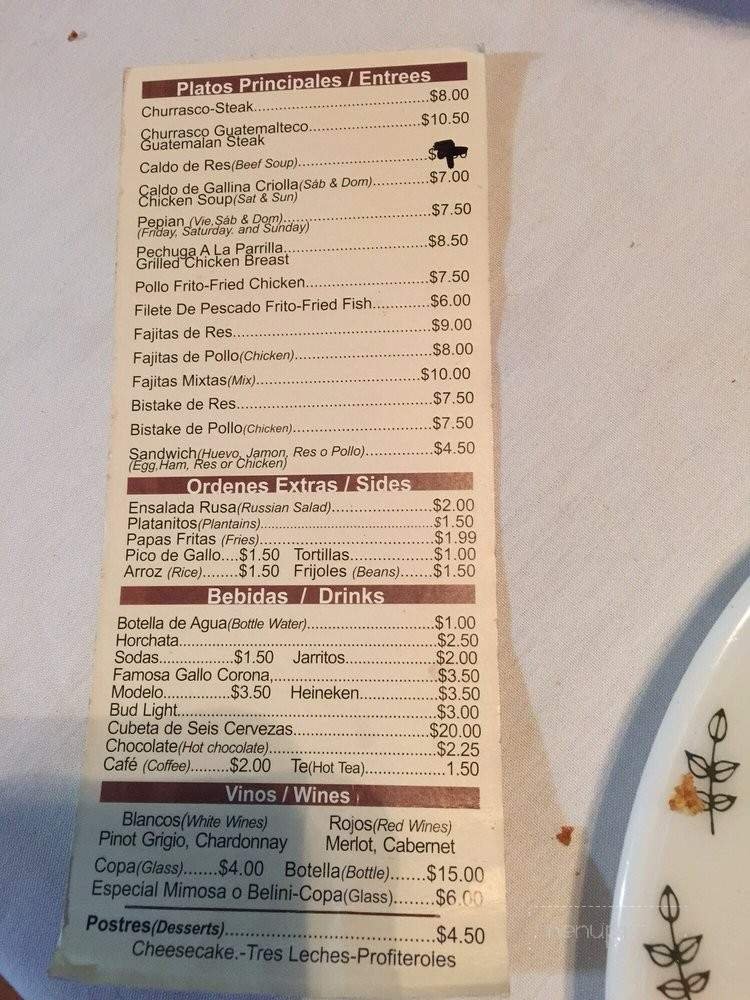 Platos Principales / Entrees
Churrasco-Steak..................................$8.00
Churrasco Guatemalteco......................$10.50
Guatemalan Steak
Caldo de Res(Beef Soup)..........................$
Caldo de Gallina Criolla(Sáb & Dom)............$7.00
Chicken Soup(Sat & Sun)
Pepian (Vie,Sáb & Dom)..............................$7.50
(Friday, Saturday. and Sunday)
Pechuga A La Parrilla.............................$8.50
Grilled Chicken Breast
Pollo Frito-Fried Chicken.........................$7.50
Filete De Pescado Frito-Fried Fish............$6.00
Fajitas de Res........................................$9.00
Fajitas de Pollo(Chicken)............................$8.00
Fajitas Mixtas(Mix)..................................$10.00
Bistake de Res.......................................$7.50
Bistake de Pollo(Chicken)............................$7.50
Sandwich(Huevo, Jamon, Res o Pollo)..............$4.50
(Egg,Ham, Res or Chicken)
Ordenes Extras / Sides
Ensalada Rusa(Russian Salad)......................$2.00
Platanitos(Plantains)....................................$1.50
Papas Fritas (Fries).....................................$1.99
Pico de Gallo....$1.50 Tortillas..................$1.00
Arroz (Rice)........$1.50 Frijoles (Beans).......$1.50
Bebidas / Drinks
Botella de Agua(Bottle Water)........................$1.00
Horchata................................................$2.50
Sodas..............$1.50 Jarritos...................$2.00
Famosa Gallo Corona,...............................$3.50
Modelo.............$3.50 Heineken...............$3.50
Bud Light................................................$3.00
Cubeta de Seis Cervezas..........................$20.00
Chocolate(Hot chocolate)...............................$2.25
Café (Coffee).........$2.00 Te(Hot Tea)................1.50
Vinos / Wines
Blancos(White Wines) Rojos(Red Wines)
Pinot Grigio, Chardonnay Merlot, Cabernet
Copa(Glass).......$4.00 Botella(Bottle).......$15.00
Especial Mimosa o Belini-Copa(Glass)........$6.00
Postres(Desserts)....................................$4.50
Cheesecake.-Tres Leches-Profiteroles